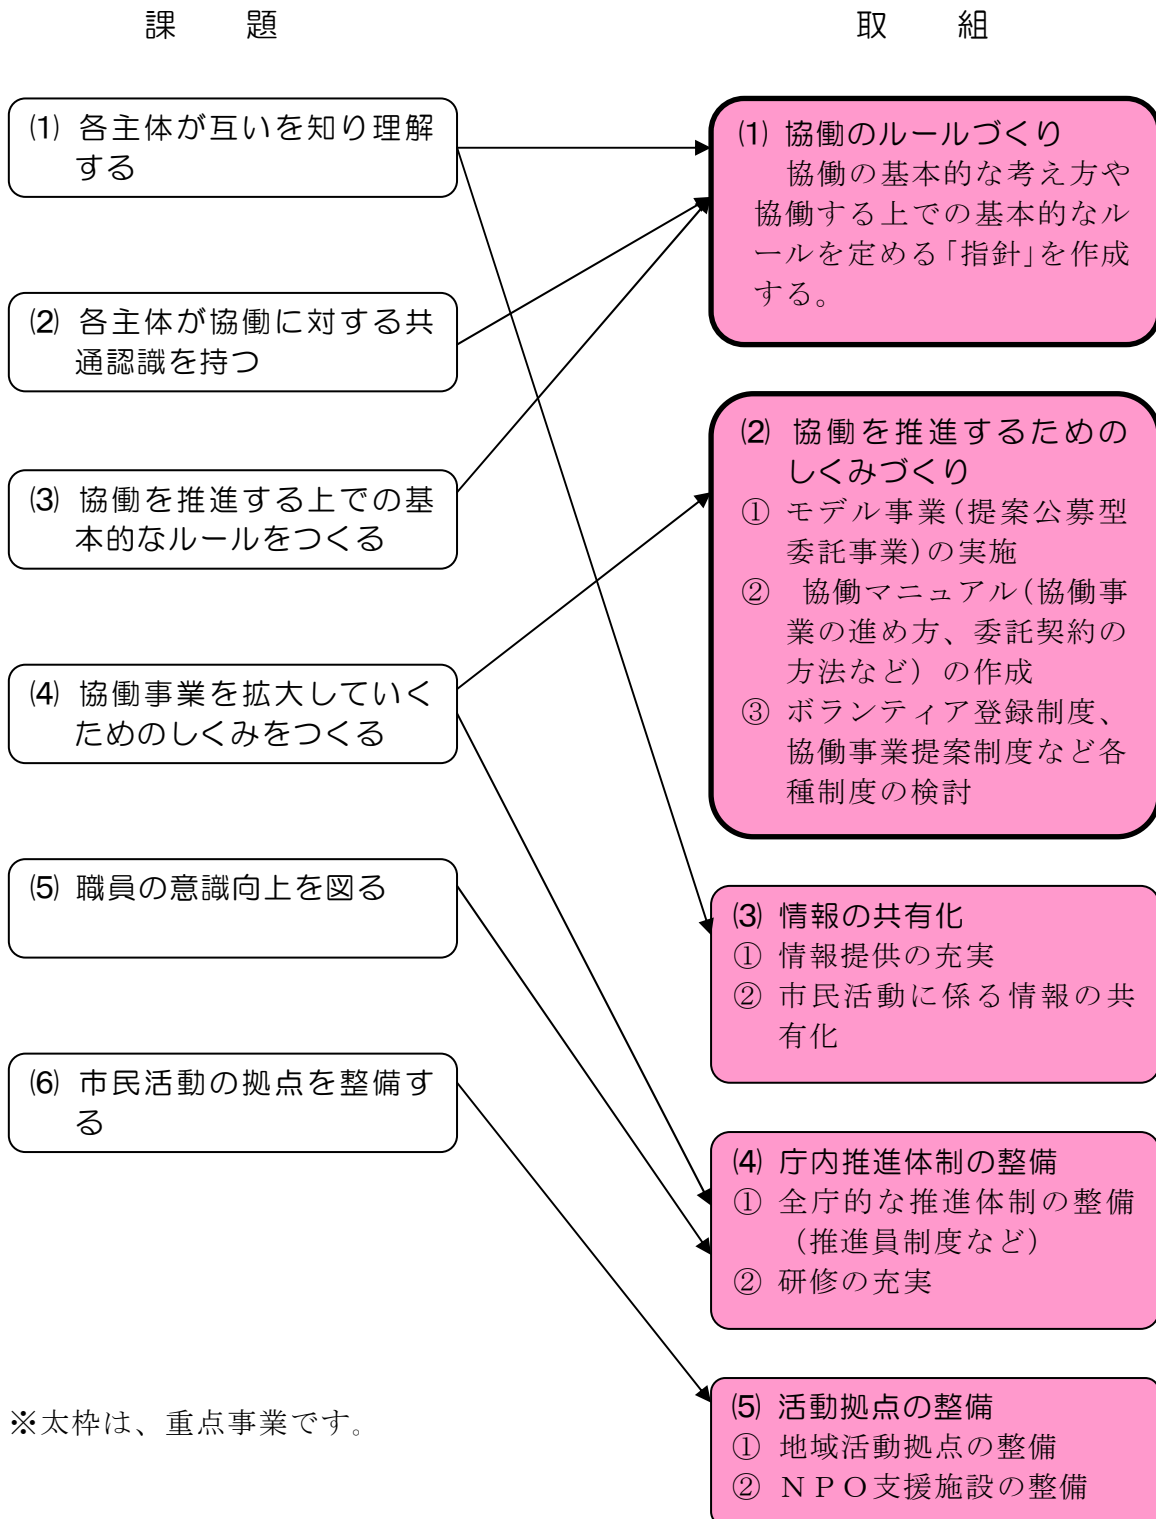 課　題
取　組
⑴ 各主体が互いを知り理解
する
⑵ 各主体が協働に対する共
通認識を持つ
⑶ 協働を推進する上での基
本的なルールをつくる
⑷ 協働事業を拡大していく
ためのしくみをつくる
⑸ 職員の意識向上を図る
⑹ 市民活動の拠点を整備す
る
※太枠は、重点事業です。
⑴ 協働のルールづくり
協働の基本的な考え方や
協働する上での基本的なル
ールを定める「指針」を作成
する。
⑵ 協働を推進するための
しくみづくり
① モデル事業(提案公募型
委託事業)の実施
② 協働マニュアル(協働事
業の進め方、委託契約の
方法など）の作成
③ ボランティア登録制度、
協働事業提案制度など各
種制度の検討
⑶ 情報の共有化
① 情報提供の充実
② 市民活動に係る情報の共
有化
⑷ 庁内推進体制の整備
① 全庁的な推進体制の整備
（推進員制度など）
② 研修の充実
⑸ 活動拠点の整備
① 地域活動拠点の整備
② ＮＰＯ支援施設の整備